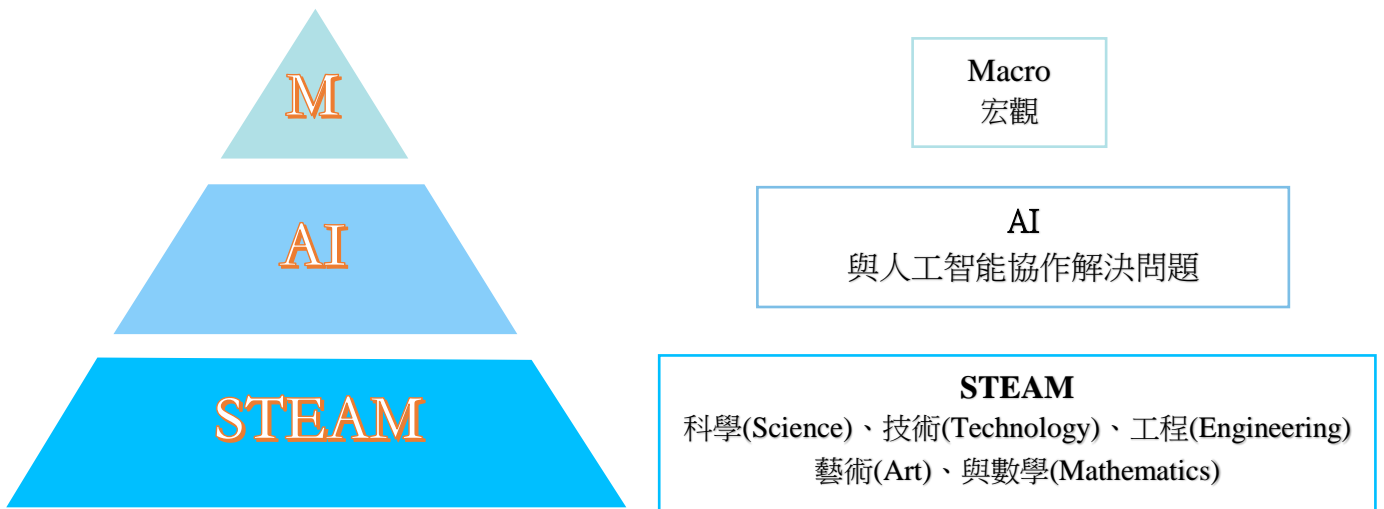 M
Macro
宏觀
AI
AI
與人工智能協作解決問題
STEAM
STEAM
科學(Science)、技術(Technology)、工程(Engineering)
藝術(Art)、與數學(Mathematics)